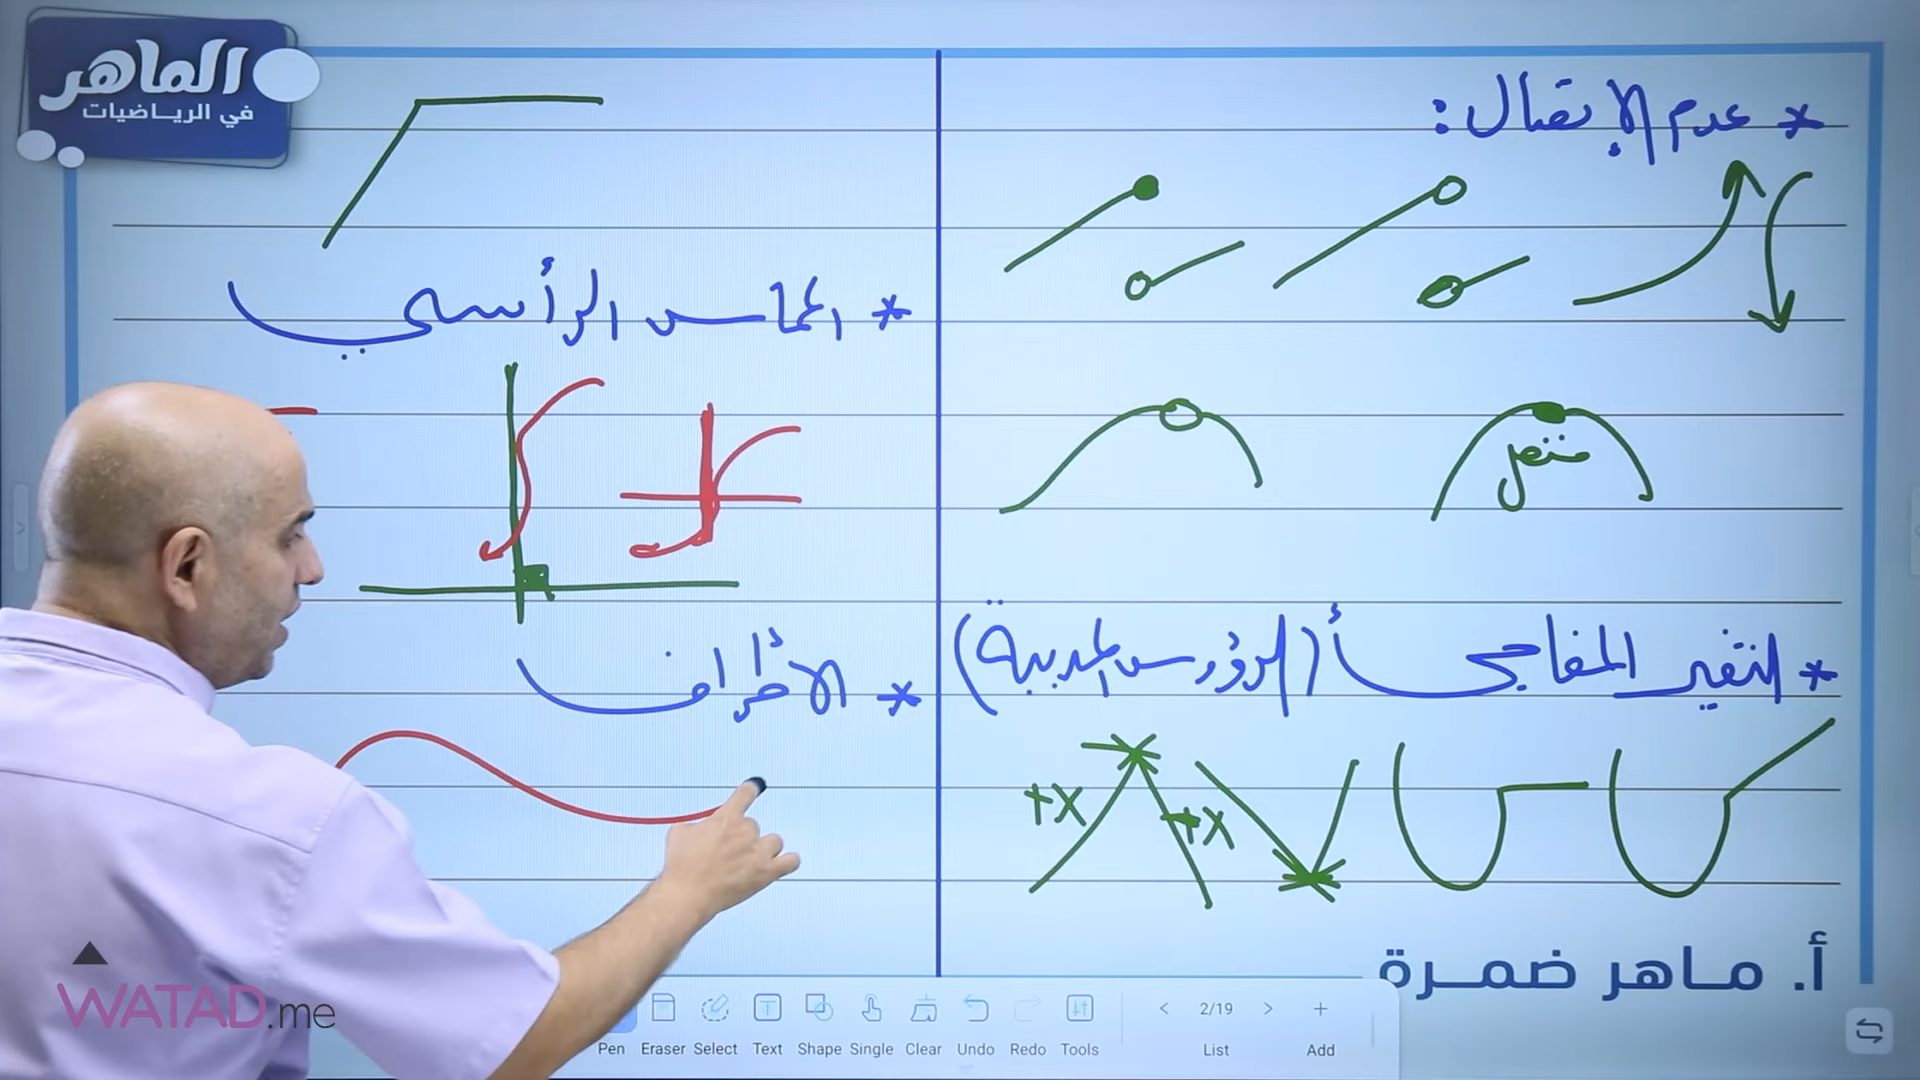 الماهر
في الرياضيات
* عدم الاتصال:
متصل
* التغير المفاجئ (الرؤوس المدببة)
+x
+x
* المماس الرأسي
* الأطراف
أ. ماهر ضمرة
WATAD.me
Pen Eraser Select Text Shape Single Clear Undo Redo Tools
< 2/19 > +
List Add